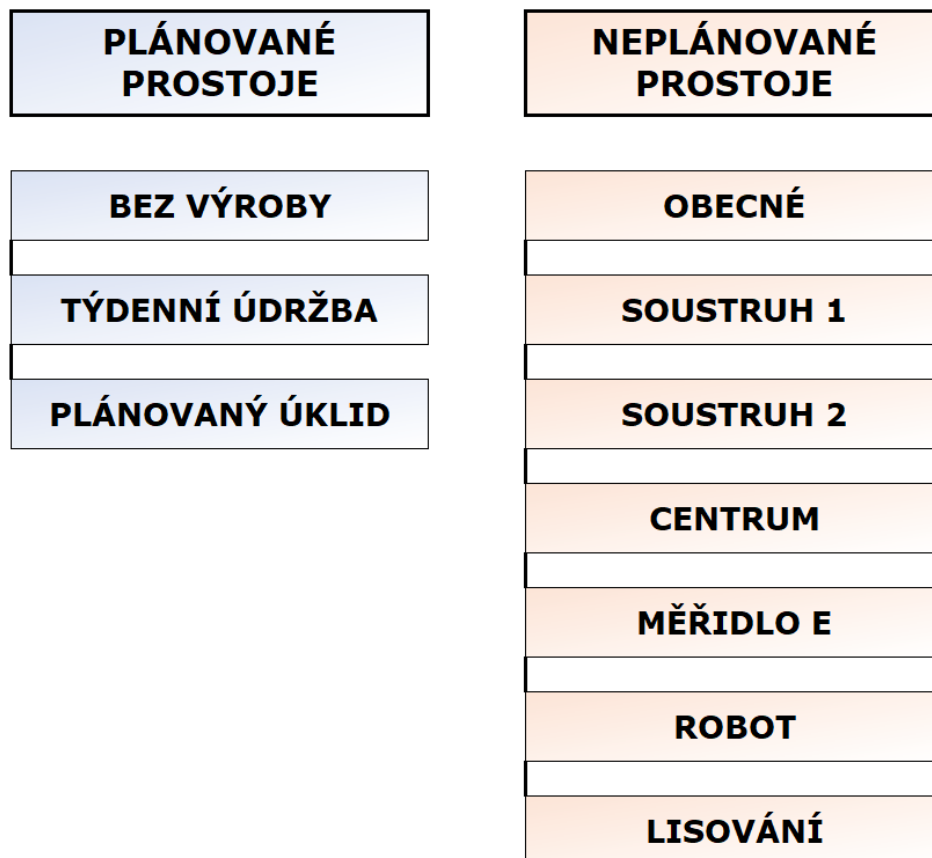 PLÁNOVANÉ
PROSTOJE
BEZ VÝROBY
TÝDENNÍ ÚDRŽBA
PLÁNOVANÝ ÚKLID
NEPLÁNOVANÉ
PROSTOJE
OBECNÉ
SOUSTRUH 1
SOUSTRUH 2
CENTRUM
MĚŘIDLO E
ROBOT
LISOVÁNÍ